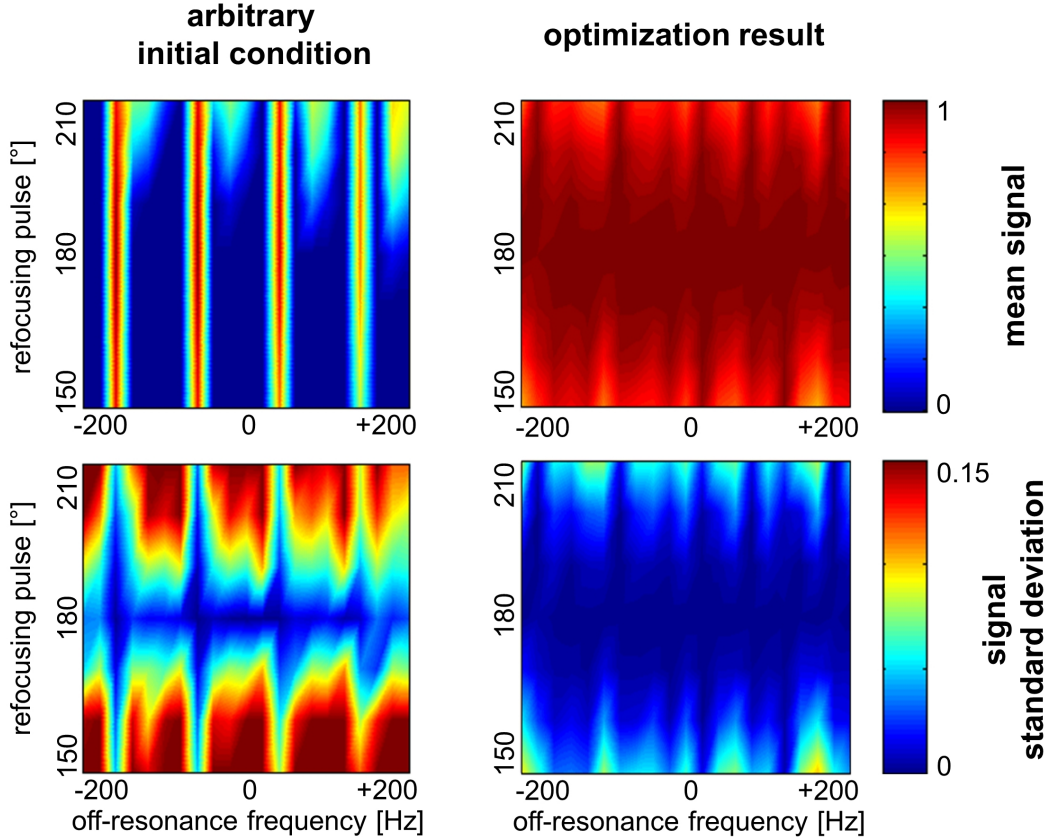 arbitrary
initial condition
optimization result
refocusing pulse [°]
210
180
150
-200 0 +200
210
180
150
-200 0 +200
1
0
mean signal
refocusing pulse [°]
210
180
150
-200 0 +200
off-resonance frequency [Hz]
210
180
150
-200 0 +200
off-resonance frequency [Hz]
0.15
0
signal
standard deviation